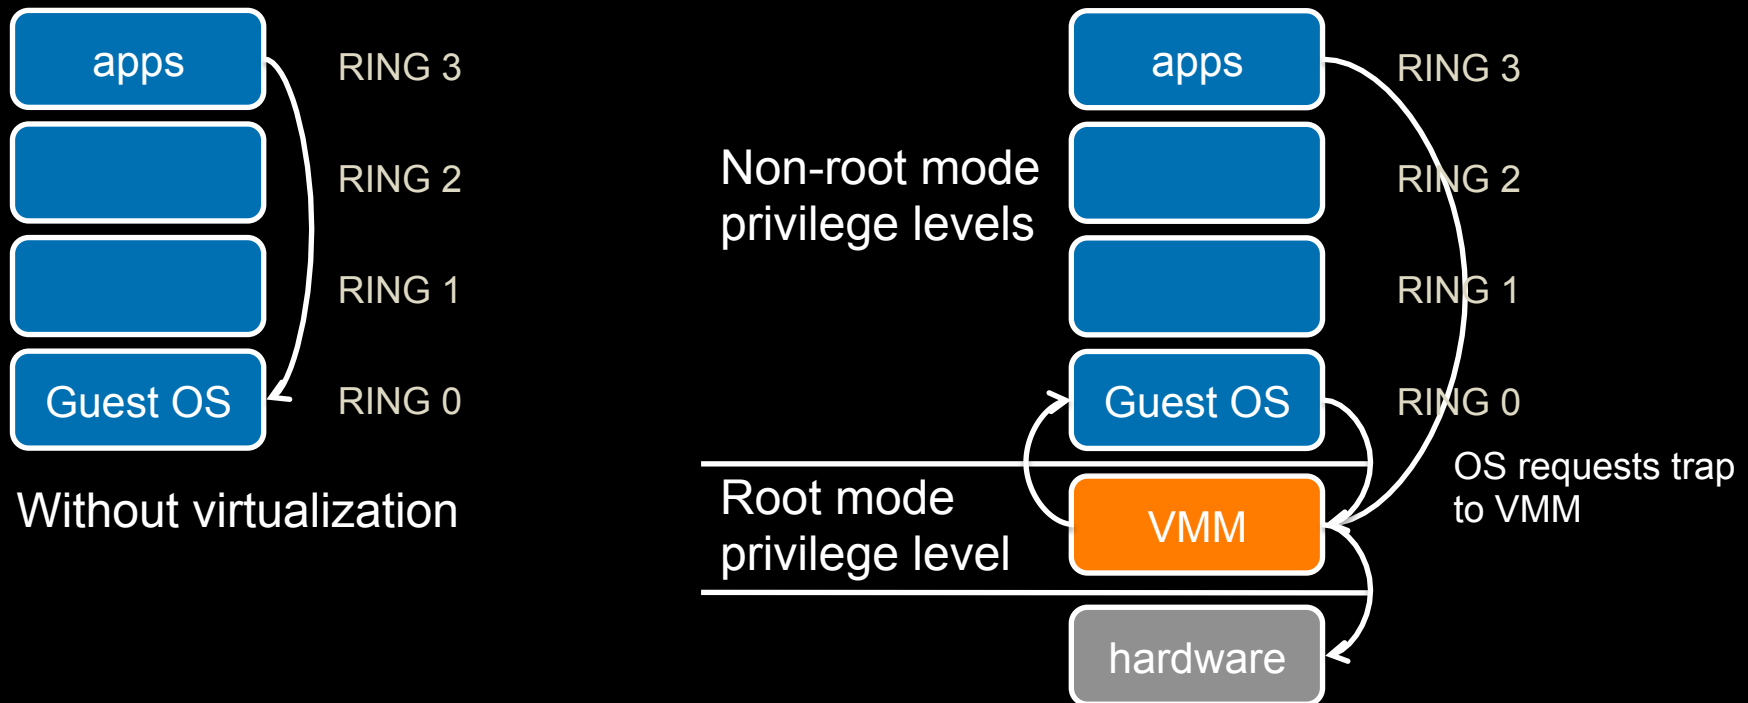 apps
RING 3
RING 2
RING 1
Guest OS
RING 0
Without virtualization
apps
RING 3
Non-root mode
privilege levels
RING 2
RING 1
Guest OS
RING 0
OS requests trap
to VMM
Root mode
privilege level
VMM
hardware